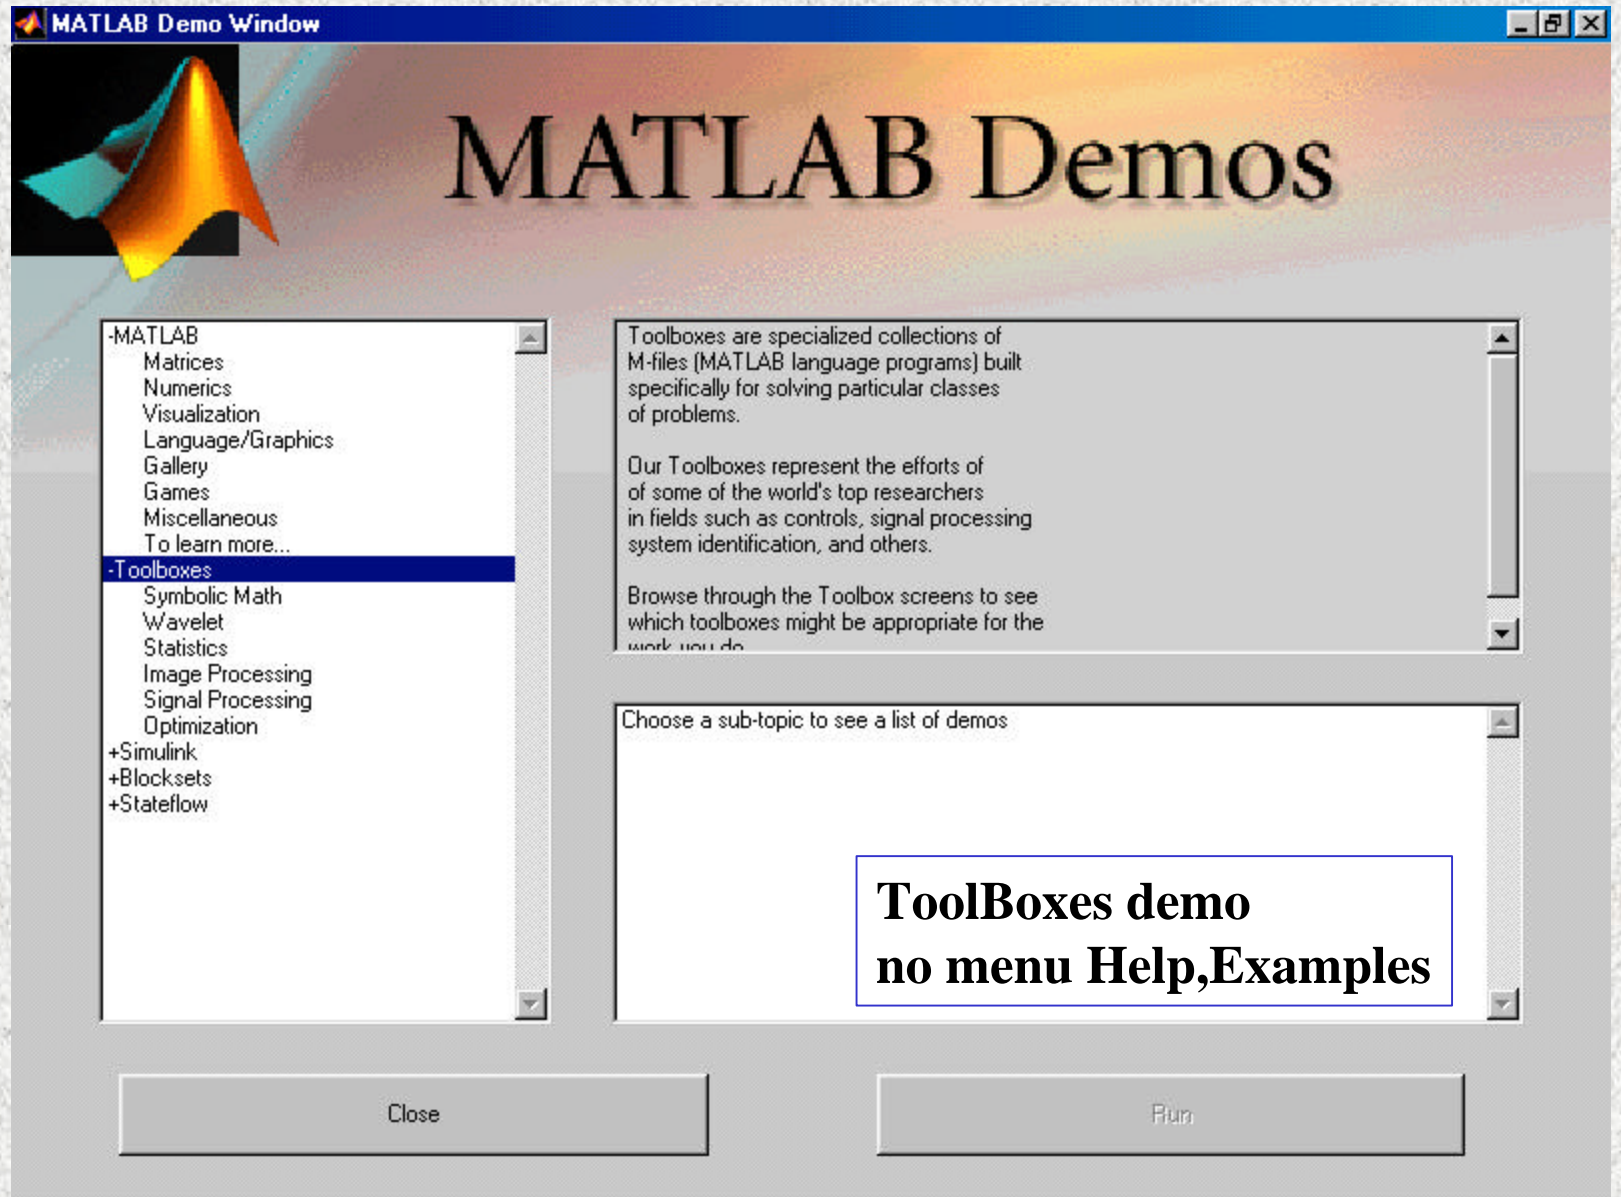 MATLAB Demo Window
MATLAB Demos
-MATLAB
Matrices
Numerics
Visualization
Language/Graphics
Gallery
Games
Miscellaneous
To learn more...
-Toolboxes
Symbolic Math
Wavelet
Statistics
Image Processing
Signal Processing
Optimization
+Simulink
+Blocksets
+Stateflow
Toolboxes are specialized collections of
M-files (MATLAB language programs) built
specifically for solving particular classes
of problems.
Our Toolboxes represent the efforts of
of some of the world's top researchers
in fields such as controls, signal processing
system identification, and others.
Browse through the Toolbox screens to see
which toolboxes might be appropriate for the
work you do
Choose a sub-topic to see a list of demos
ToolBoxes demo
no menu Help,Examples
Close
Run